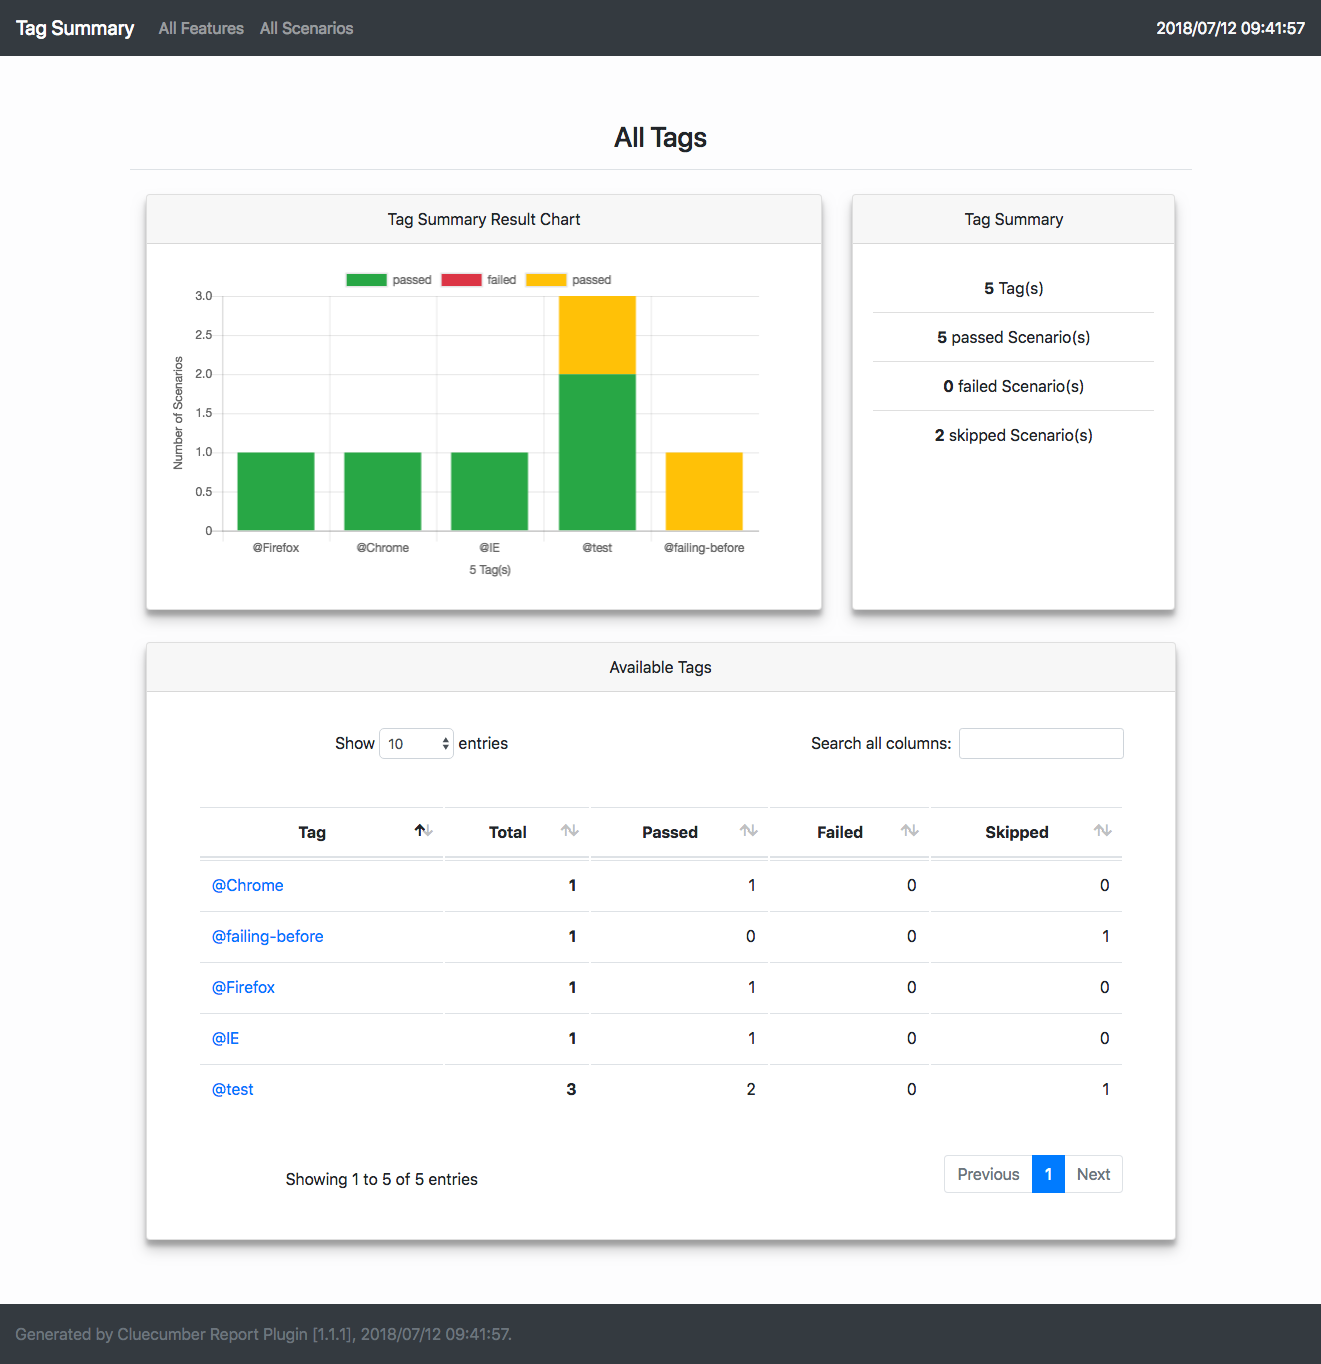 Tag Summary All Features All Scenarios 2018/07/12 09:41:57
All Tags
Tag Summary Result Chart
passed failed passed
3.0
2.5
2.0
1.5
1.0
0.5
0
Number of Scenarios
@Firefox @Chrome @IE @test @failing-before
5 Tag(s)
Tag Summary
5 Tag(s)
5 passed Scenario(s)
0 failed Scenario(s)
2 skipped Scenario(s)
Available Tags
Show 10 entries Search all columns:
Tag Total Passed Failed Skipped
@Chrome 1 1 0 0
@failing-before 1 0 0 1
@Firefox 1 1 0 0
@IE 1 1 0 0
@test 3 2 0 1
Showing 1 to 5 of 5 entries Previous 1 Next
Generated by Cluecumber Report Plugin [1.1.1], 2018/07/12 09:41:57.